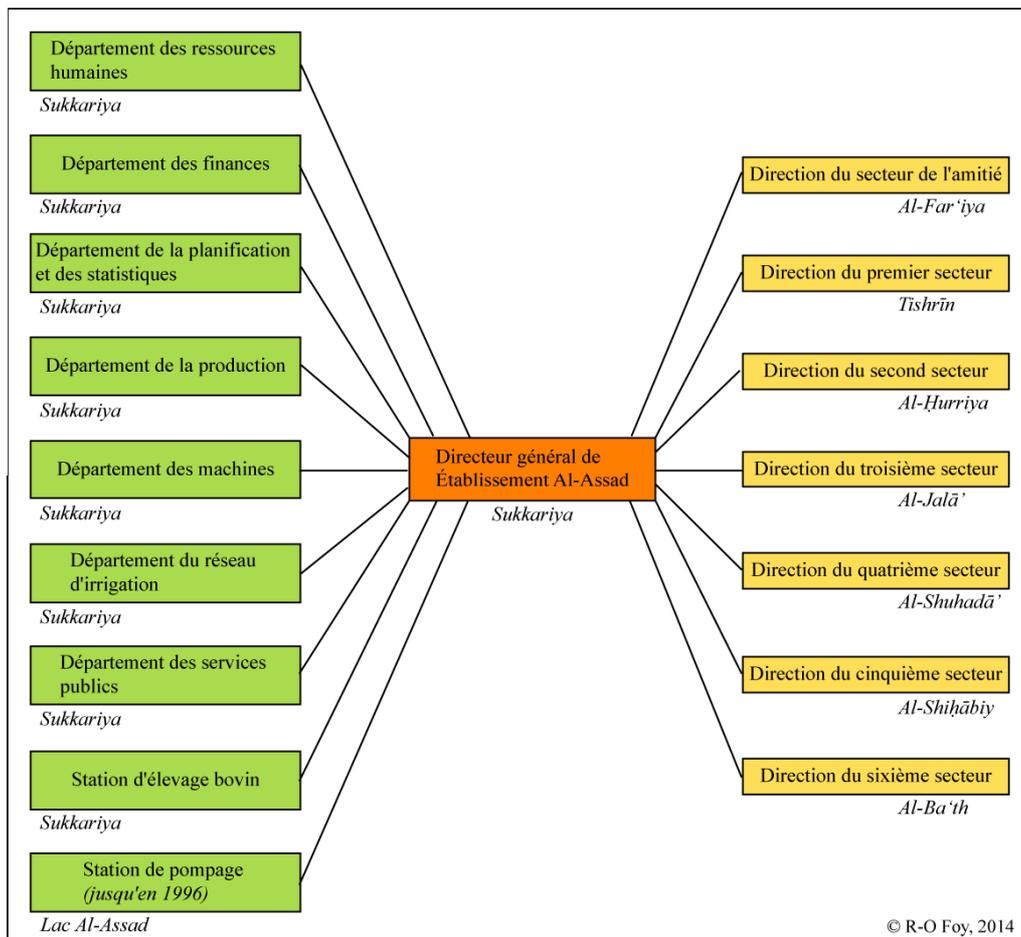 Département des ressources
humaines
Sukkariya
Département des finances
Sukkariya
Département de la planification
et des statistiques
Sukkariya
Département de la production
Sukkariya
Département des machines
Sukkariya
Département du réseau
d'irrigation
Sukkariya
Département des services
publics
Sukkariya
Station d'élevage bovin
Sukkariya
Station de pompage
(jusqu'en 1996)
Lac Al-Assad
Directeur général de
Établissement Al-Assad
Sukkariya
Direction du secteur de l'amitié
Al-Far‘iya
Direction du premier secteur
Tishrīn
Direction du second secteur
Al-Ḥurriya
Direction du troisième secteur
Al-Jalā’
Direction du quatrième secteur
Al-Shuhadā’
Direction du cinquième secteur
Al-Shiḥābiy
Direction du sixième secteur
Al-Ba‘th
© R-O Foy, 2014